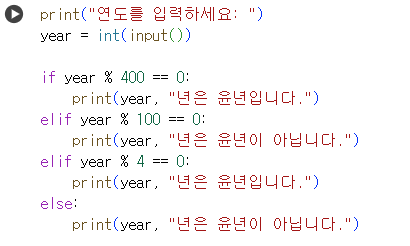 print("연도를 입력하세요: ")
year = int(input())

if year % 400 == 0:
    print(year, "년은 윤년입니다.")
elif year % 100 == 0:
    print(year, "년은 윤년이 아닙니다.")
elif year % 4 == 0:
    print(year, "년은 윤년입니다.")
else:
    print(year, "년은 윤년이 아닙니다.")